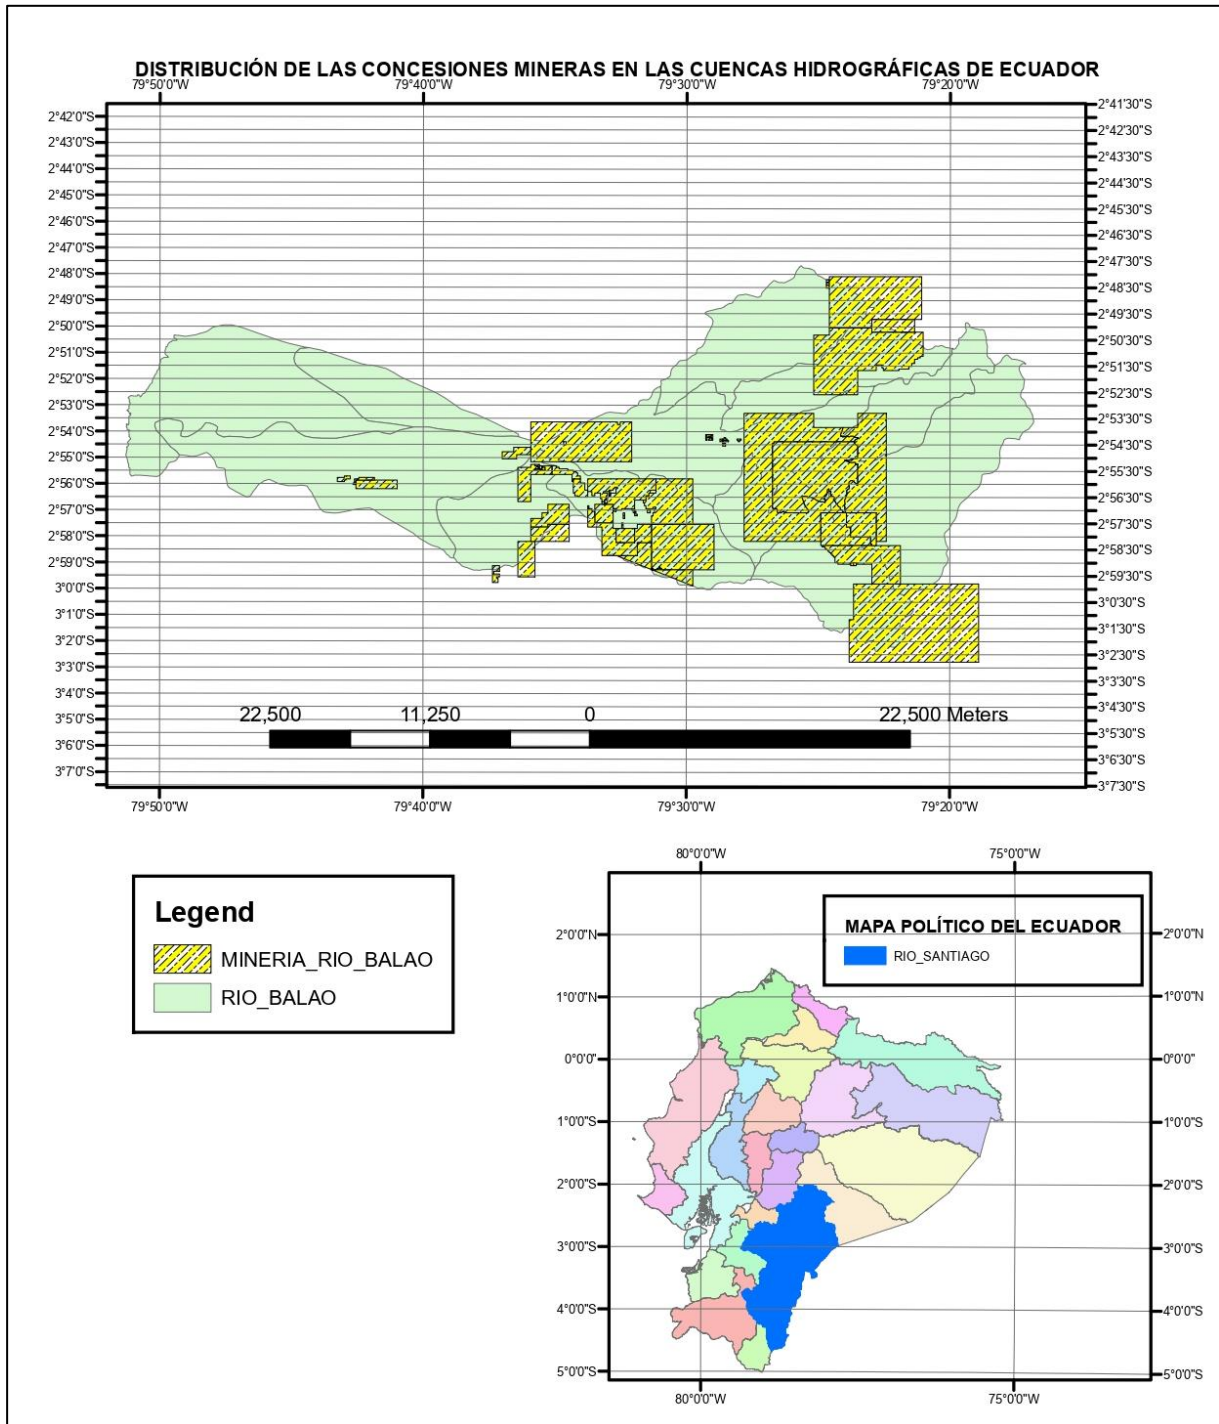 DISTRIBUCIÓN DE LAS CONCESIONES MINERAS EN LAS CUENCAS HIDROGRÁFICAS DE ECUADOR
79°50'0"W 79°40'0"W 79°30'0"W 79°20'0"W
2°41'30"S
2°42'0"S
2°42'30"S
2°43'0"S
2°43'30"S
2°44'0"S
2°44'30"S
2°45'0"S
2°45'30"S
2°46'0"S
2°46'30"S
2°47'0"S
2°47'30"S
2°48'0"S
2°48'30"S
2°49'0"S
2°49'30"S
2°50'0"S
2°50'30"S
2°51'0"S
2°51'30"S
2°52'0"S
2°52'30"S
2°53'0"S
2°53'30"S
2°54'0"S
2°54'30"S
2°55'0"S
2°55'30"S
2°56'0"S
2°56'30"S
2°57'0"S
2°57'30"S
2°58'0"S
2°58'30"S
2°59'0"S
2°59'30"S
3°0'0"S
3°0'30"S
3°1'0"S
3°1'30"S
3°2'0"S
3°2'30"S
3°3'0"S
3°3'30"S
3°4'0"S
3°4'30"S
3°5'0"S
3°5'30"S
3°6'0"S
3°6'30"S
3°7'0"S
3°7'30"S
22,500 11,250 0 22,500 Meters
79°50'0"W 79°40'0"W 79°30'0"W 79°20'0"W
Legend
MINERIA_RIO_BALAO
RIO_BALAO
80°0'0"W 75°0'0"W
MAPA POLÍTICO DEL ECUADOR
RIO_SANTIAGO
2°0'0"N 2°0'0"N
1°0'0"N 1°0'0"N
0°0'0" 0°0'0"
1°0'0"S 1°0'0"S
2°0'0"S 2°0'0"S
3°0'0"S 3°0'0"S
4°0'0"S 4°0'0"S
5°0'0"S 5°0'0"S
80°0'0"W 75°0'0"W